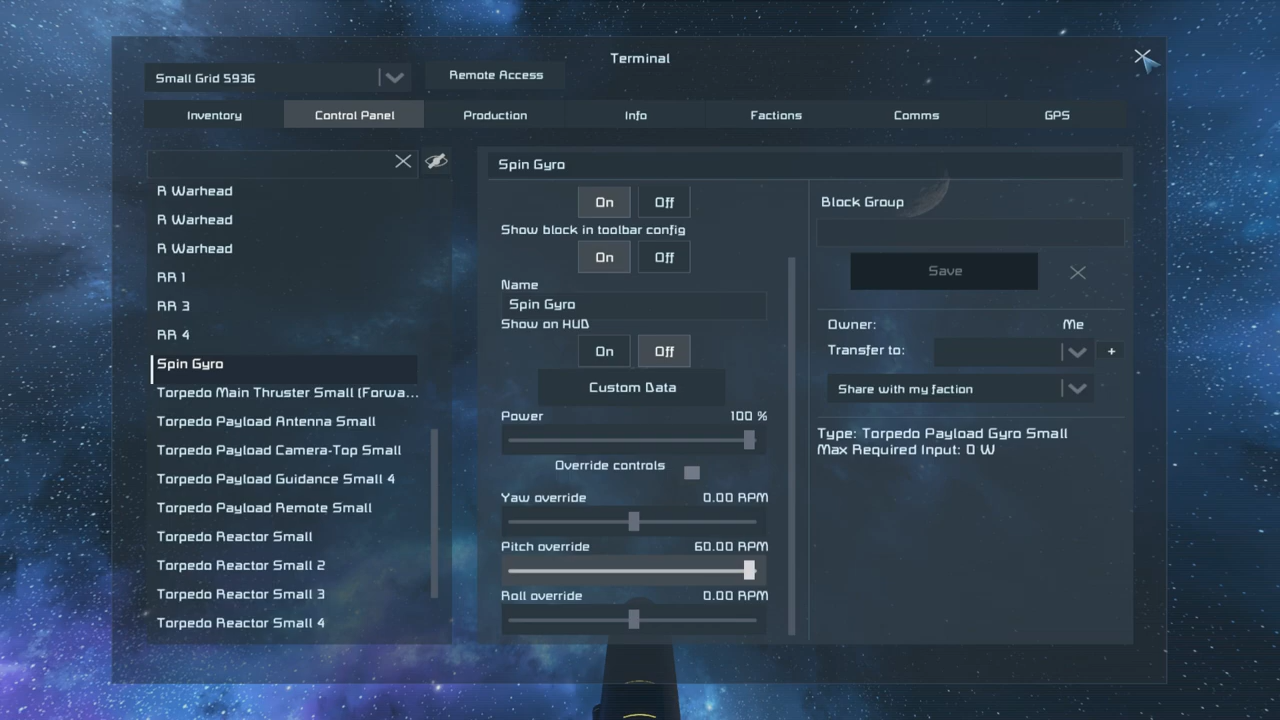 Terminal
Small Grid 5936
Remote Access
Inventory
Control Panel
Production
Info
Factions
Comms
GPS
R Warhead
R Warhead
R Warhead
RR 1
RR 3
RR 4
Spin Gyro
Torpedo Main Thruster Small (Forwa...
Torpedo Payload Antenna Small
Torpedo Payload Camera-Top Small
Torpedo Payload Guidance Small 4
Torpedo Payload Remote Small
Torpedo Reactor Small
Torpedo Reactor Small 2
Torpedo Reactor Small 3
Torpedo Reactor Small 4
Spin Gyro
On Off
Show block in toolbar config
On Off
Name
Spin Gyro
Show on HUD
On Off
Custom Data
Power 100 %
Override controls
Yaw override 0.00 RPM
Pitch override 60.00 RPM
Roll override 0.00 RPM
Block Group
Save
Owner: Me
Transfer to: +
Share with my faction
Type: Torpedo Payload Gyro Small
Max Required Input: 0 W